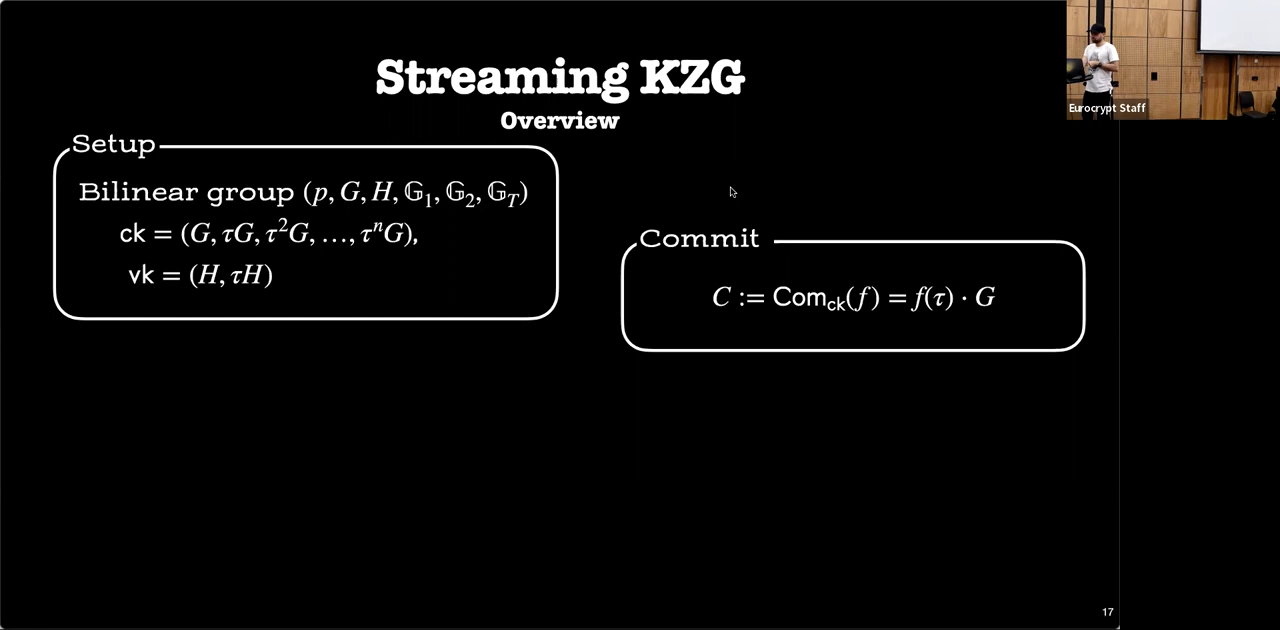 Streaming KZG
Overview
Eurocrypt Staff
Setup
Bilinear group (p, G, H, 𝔾₁, 𝔾₂, 𝔾_T)
ck = (G, τG, τ²G, …, τⁿG),
vk = (H, τH)
Commit
C := Com_ck(f) = f(τ) · G
17